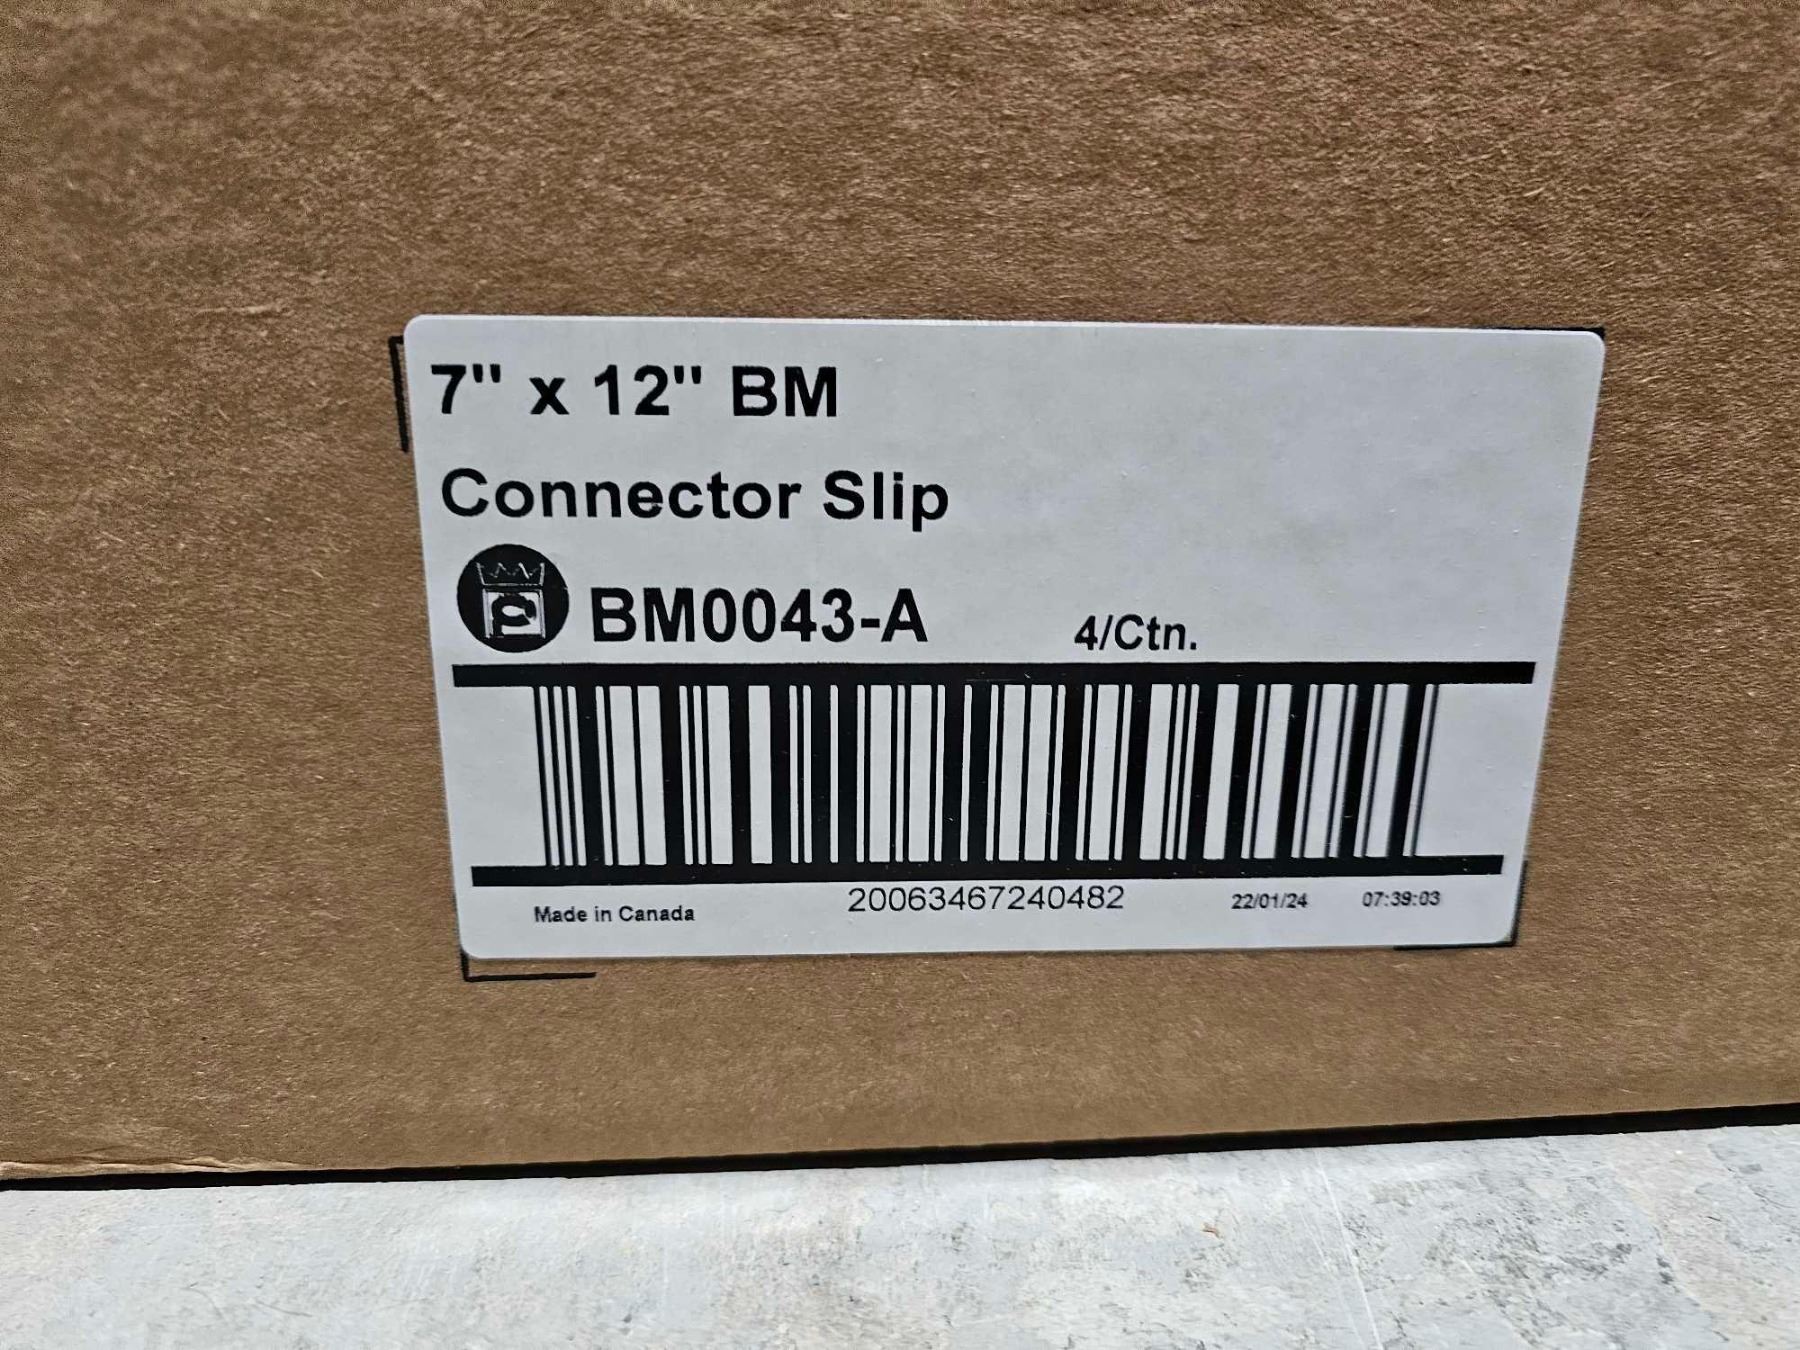 7" x 12" BM
Connector Slip
BM0043-A 4/Ctn.
20063467240482
Made in Canada 22/01/24 07:39:03